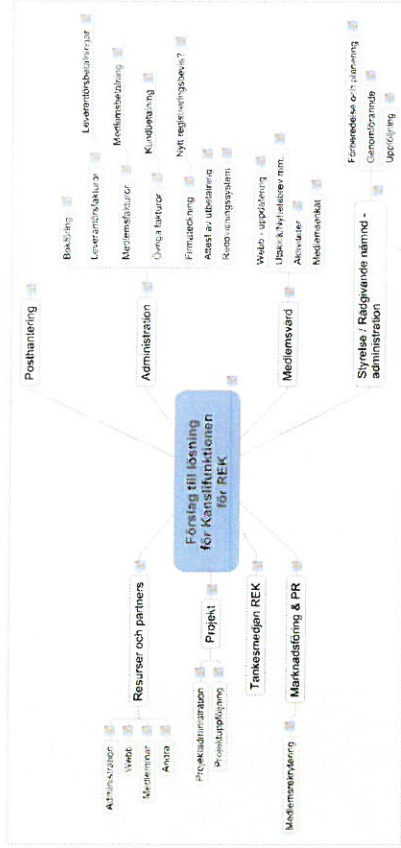 Förslag till lösning
för Kanslifunktionen
för REK
Posthantering
Administration
Bokföring
Leverantörsfakturor
Leverantörsbetalningar
Medlemsfakturor
Medlemsbetalning
Övriga fakturor
Kundbetalning
Firmateckning
Nytt registreringsbevis?
Attest av utbetalning
Redovisningssystem
Medlemsvård
Webb - uppdatering
Utskick/Nyhetsbrev mm.
Aktiviteter
Medlemsenkät
Styrelse / Rådgivande nämnd -
administration
Förberedelse och planering
Genomförande
Uppföljning
Resurser och partners
Administration
Webb
Medlemmar
Andra
Projekt
Projektadministration
Projektuppföljning
Tankesmedjan REK
Marknadsföring & PR
Medlemsrekrytering